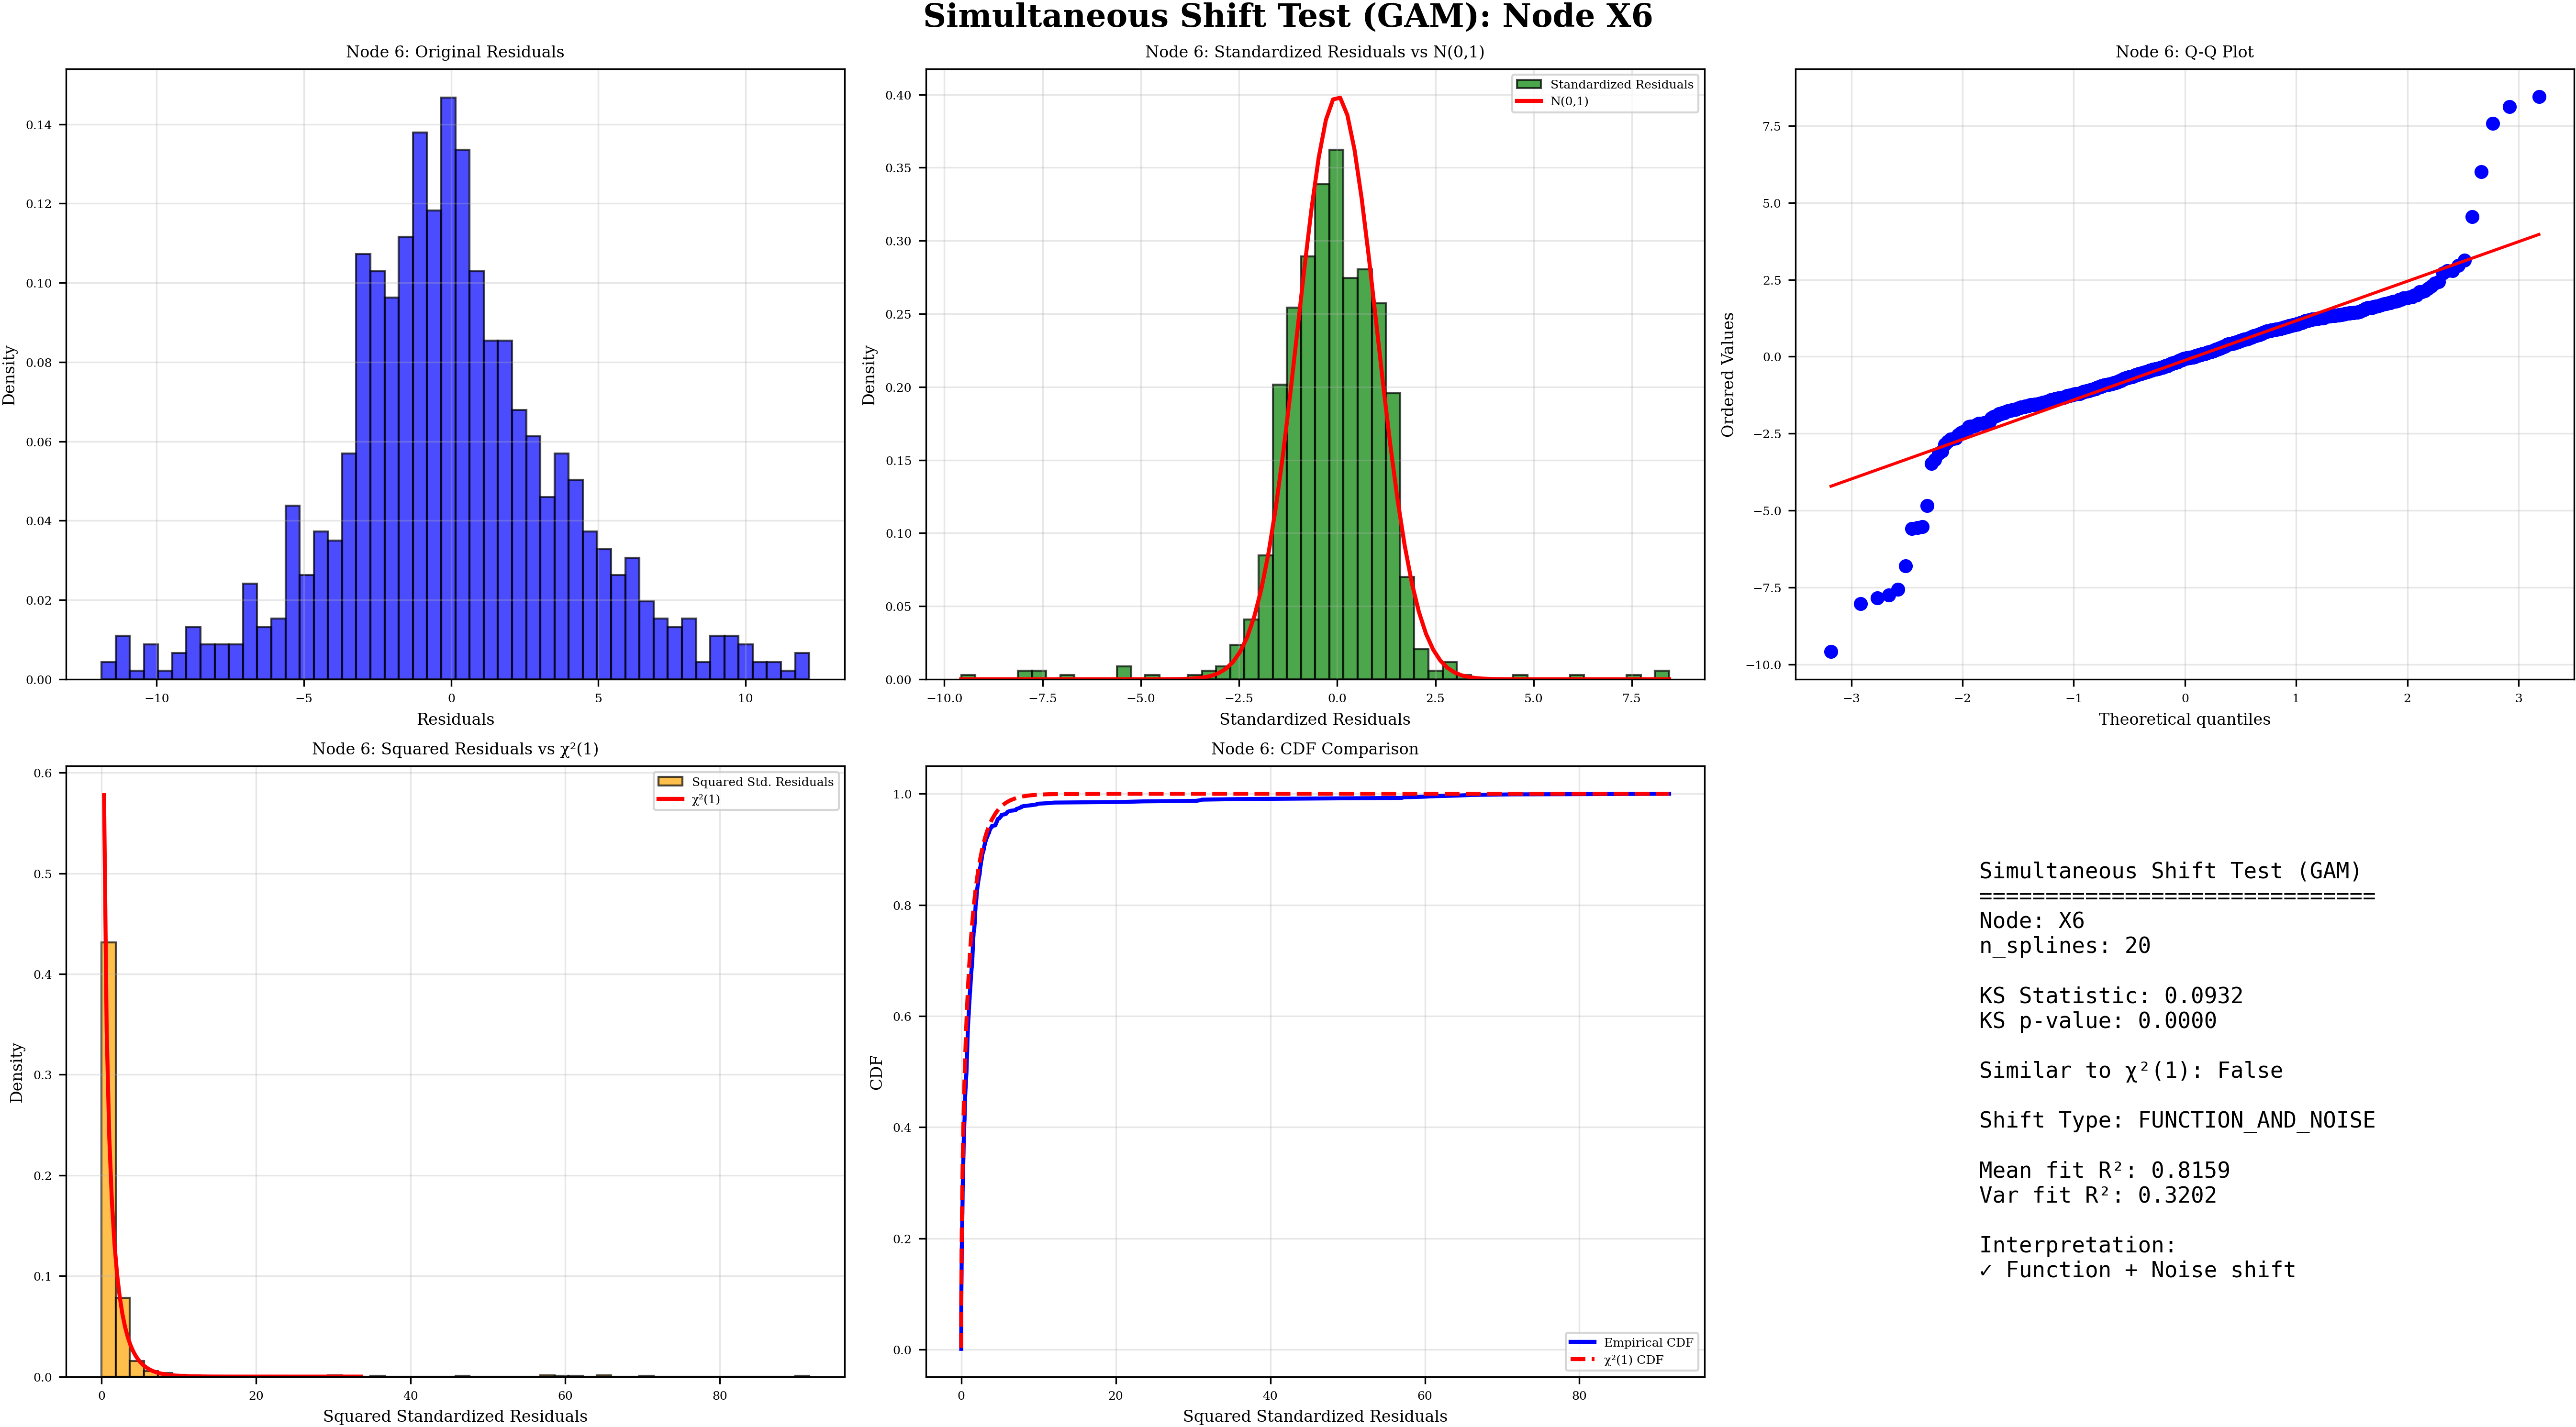 Simultaneous Shift Test (GAM): Node X6
Node 6: Original Residuals
Density
0.14
0.12
0.10
0.08
0.06
0.04
0.02
0.00
−10
−5
0
5
10
Residuals
Node 6: Standardized Residuals vs N(0,1)
Standardized Residuals
N(0,1)
Density
0.40
0.35
0.30
0.25
0.20
0.15
0.10
0.05
0.00
−10.0
−7.5
−5.0
−2.5
0.0
2.5
5.0
7.5
Standardized Residuals
Node 6: Q-Q Plot
Ordered Values
7.5
5.0
2.5
0.0
−2.5
−5.0
−7.5
−10.0
−3
−2
−1
0
1
2
3
Theoretical quantiles
Node 6: Squared Residuals vs χ²(1)
Squared Std. Residuals
χ²(1)
Density
0.6
0.5
0.4
0.3
0.2
0.1
0.0
0
20
40
60
80
Squared Standardized Residuals
Node 6: CDF Comparison
CDF
1.0
0.8
0.6
0.4
0.2
0.0
Empirical CDF
χ²(1) CDF
0
20
40
60
80
Squared Standardized Residuals
Simultaneous Shift Test (GAM)
==============================
Node: X6
n_splines: 20
KS Statistic: 0.0932
KS p-value: 0.0000
Similar to χ²(1): False
Shift Type: FUNCTION_AND_NOISE
Mean fit R²: 0.8159
Var fit R²: 0.3202
Interpretation:
✓ Function + Noise shift